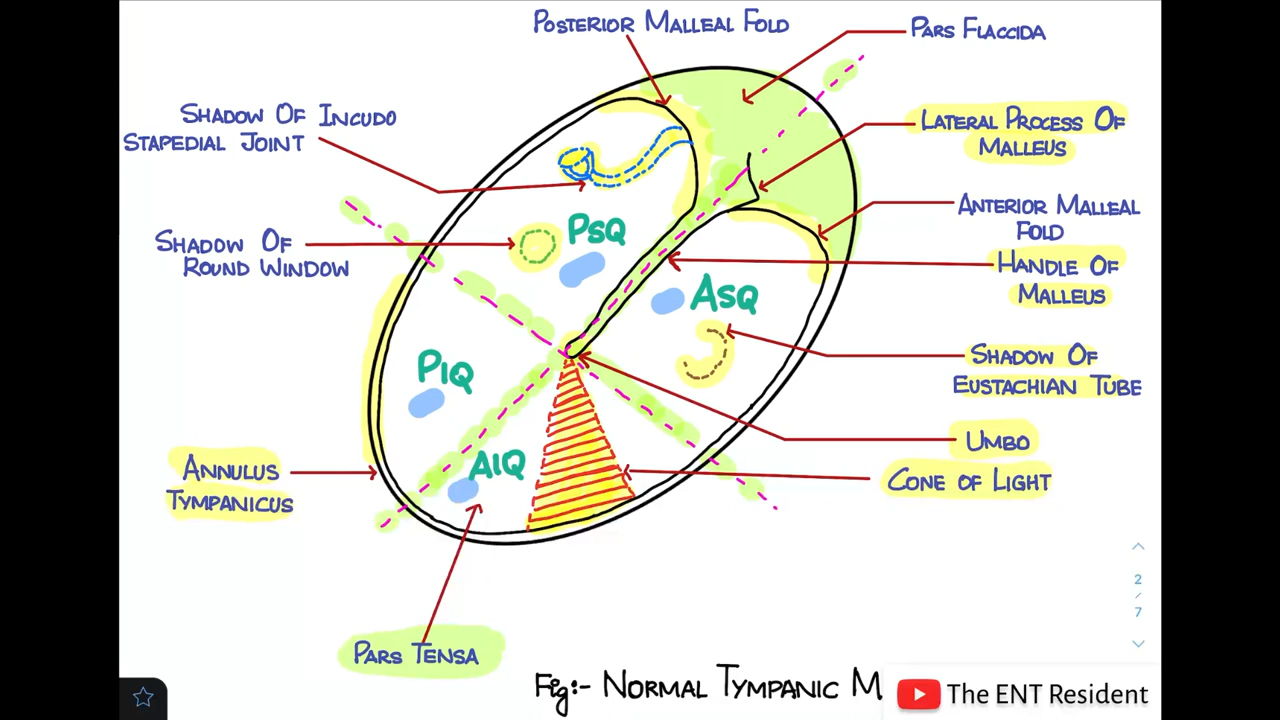 Posterior Malleal Fold
Pars Flaccida
Shadow Of Incudo
Stapedial Joint
Lateral Process Of
Malleus
Anterior Malleal
Fold
Shadow Of
Round Window
PSQ
Handle Of
Malleus
ASQ
Shadow Of
Eustachian Tube
PIQ
Umbo
AIQ
Cone of Light
Annulus
Tympanicus
Pars Tensa
2
/
7
Fig:- Normal Tympanic M
The ENT Resident